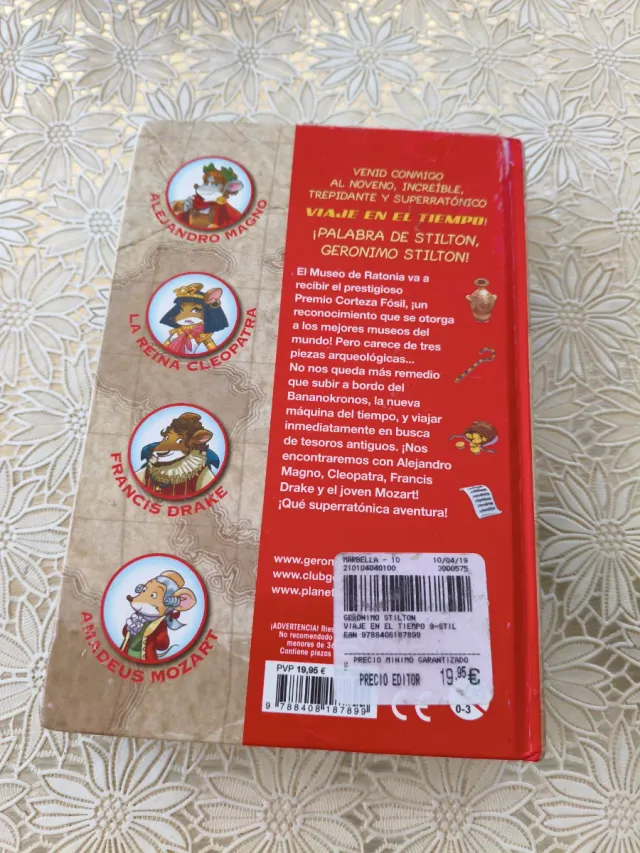 ALEJANDRO MAGNO
LA REINA CLEOPATRA
FRANCIS DRAKE
AMADEUS MOZART
VENID CONMIGO
AL NOVENO, INCREÍBLE,
TREPIDANTE Y SUPERRATÓNICO
VIAJE EN EL TIEMPO!
¡PALABRA DE STILTON,
GERONIMO STILTON!
El Museo de Ratonia va a
recibir el prestigioso
Premio Corteza Fósil, ¡un
reconocimiento que se otorga
a los mejores museos del
mundo! Pero carece de tres
piezas arqueológicas...
No nos queda más remedio
que subir a bordo del
Bananokronos, la nueva
máquina del tiempo, y viajar
inmediatamente en busca
de tesoros antiguos. ¡Nos
encontraremos con Alejandro
Magno, Cleopatra, Francis
Drake y el joven Mozart!
¡Qué superratónica aventura!
www.geron
www.clubg
www.planet
¡ADVERTENCIA! Ries
No recomendado
menores de 36
Contiene piezas
PVP 19,95 €
9 788408 187899
MARBELLA - 10 10/04/19
210104040100 3000575
GERONIMO STILTON
VIAJE EN EL TIEMPO 9-STIL
EAN 9788408187899
PRECIO MINIMO GARANTIZADO
PRECIO EDITOR 19,95 €
CE
0-3